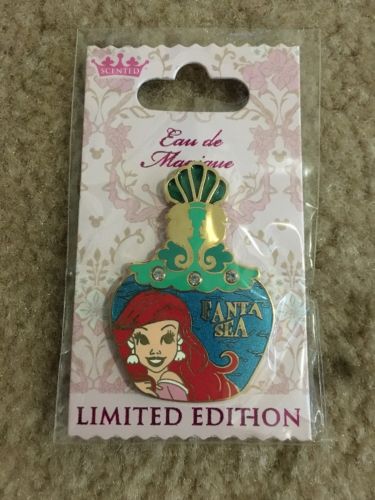 SCENTED
Eau de
Magique
FANTA
SEA
LIMITED EDITION